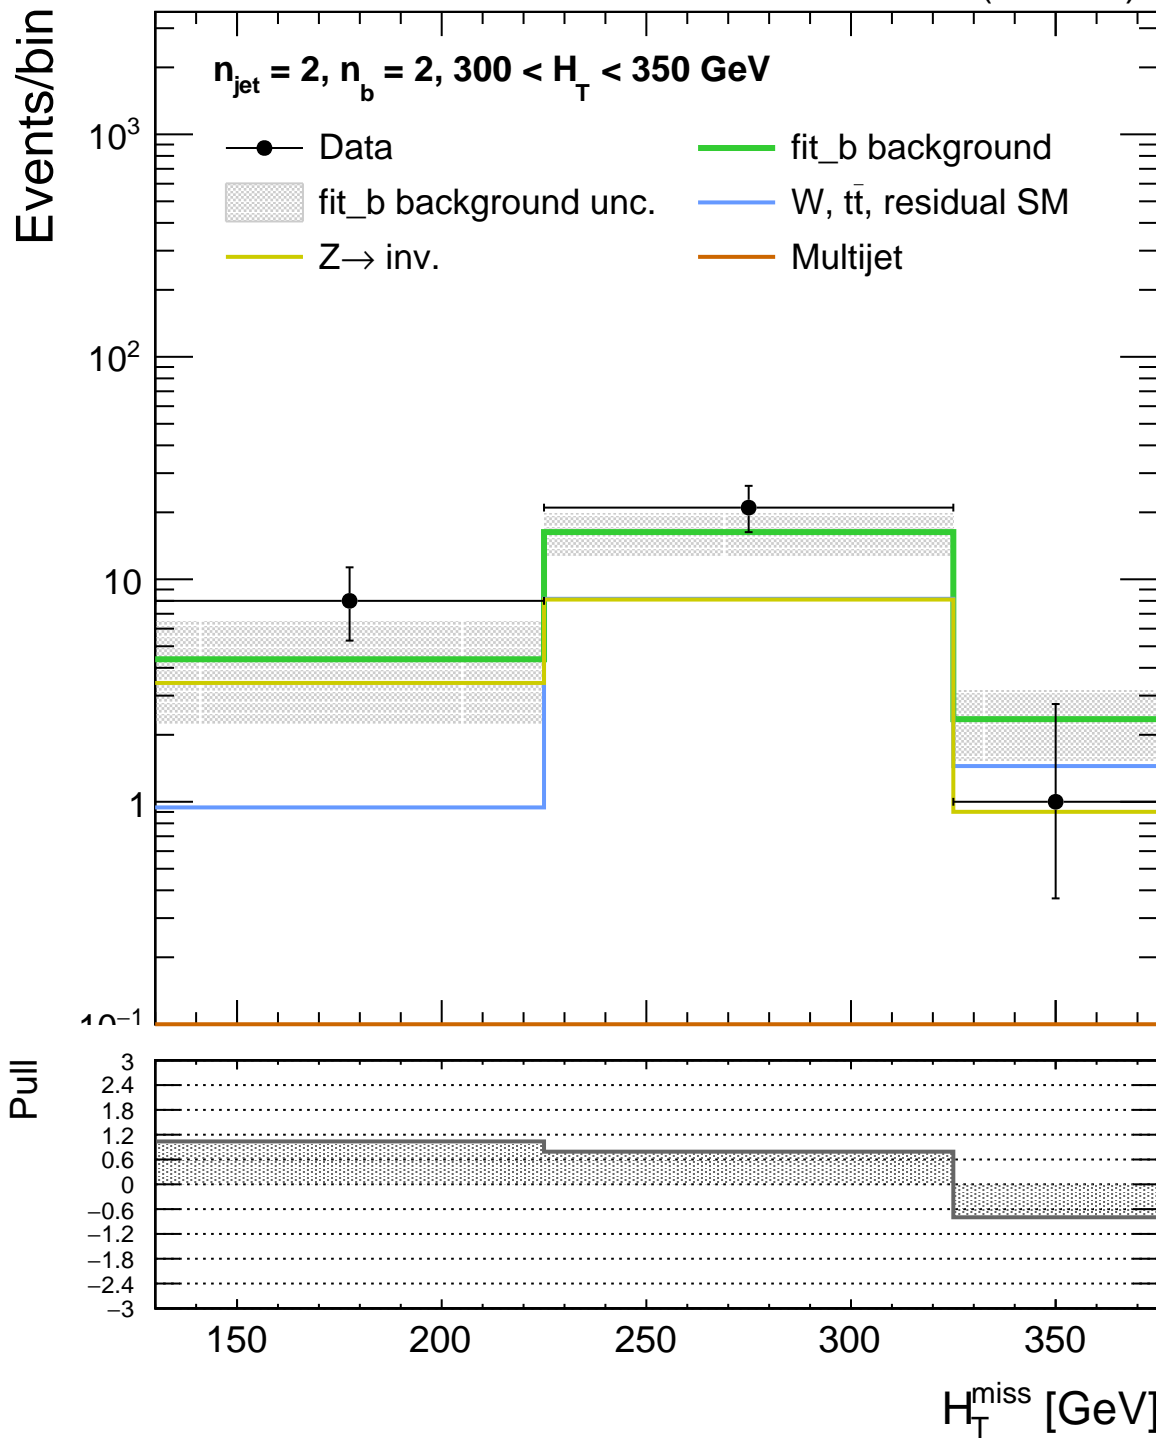 Events/bin
n_jet = 2, n_b = 2, 300 < H_T < 350 GeV
Data
fit_b background
fit_b background unc.
W, tt̄, residual SM
Z→ inv.
Multijet
10³
10²
10
1
10⁻¹
Pull
3
2.4
1.8
1.2
0.6
0
−0.6
−1.2
−1.8
−2.4
−3
150 200 250 300 350
H_T^miss [GeV]